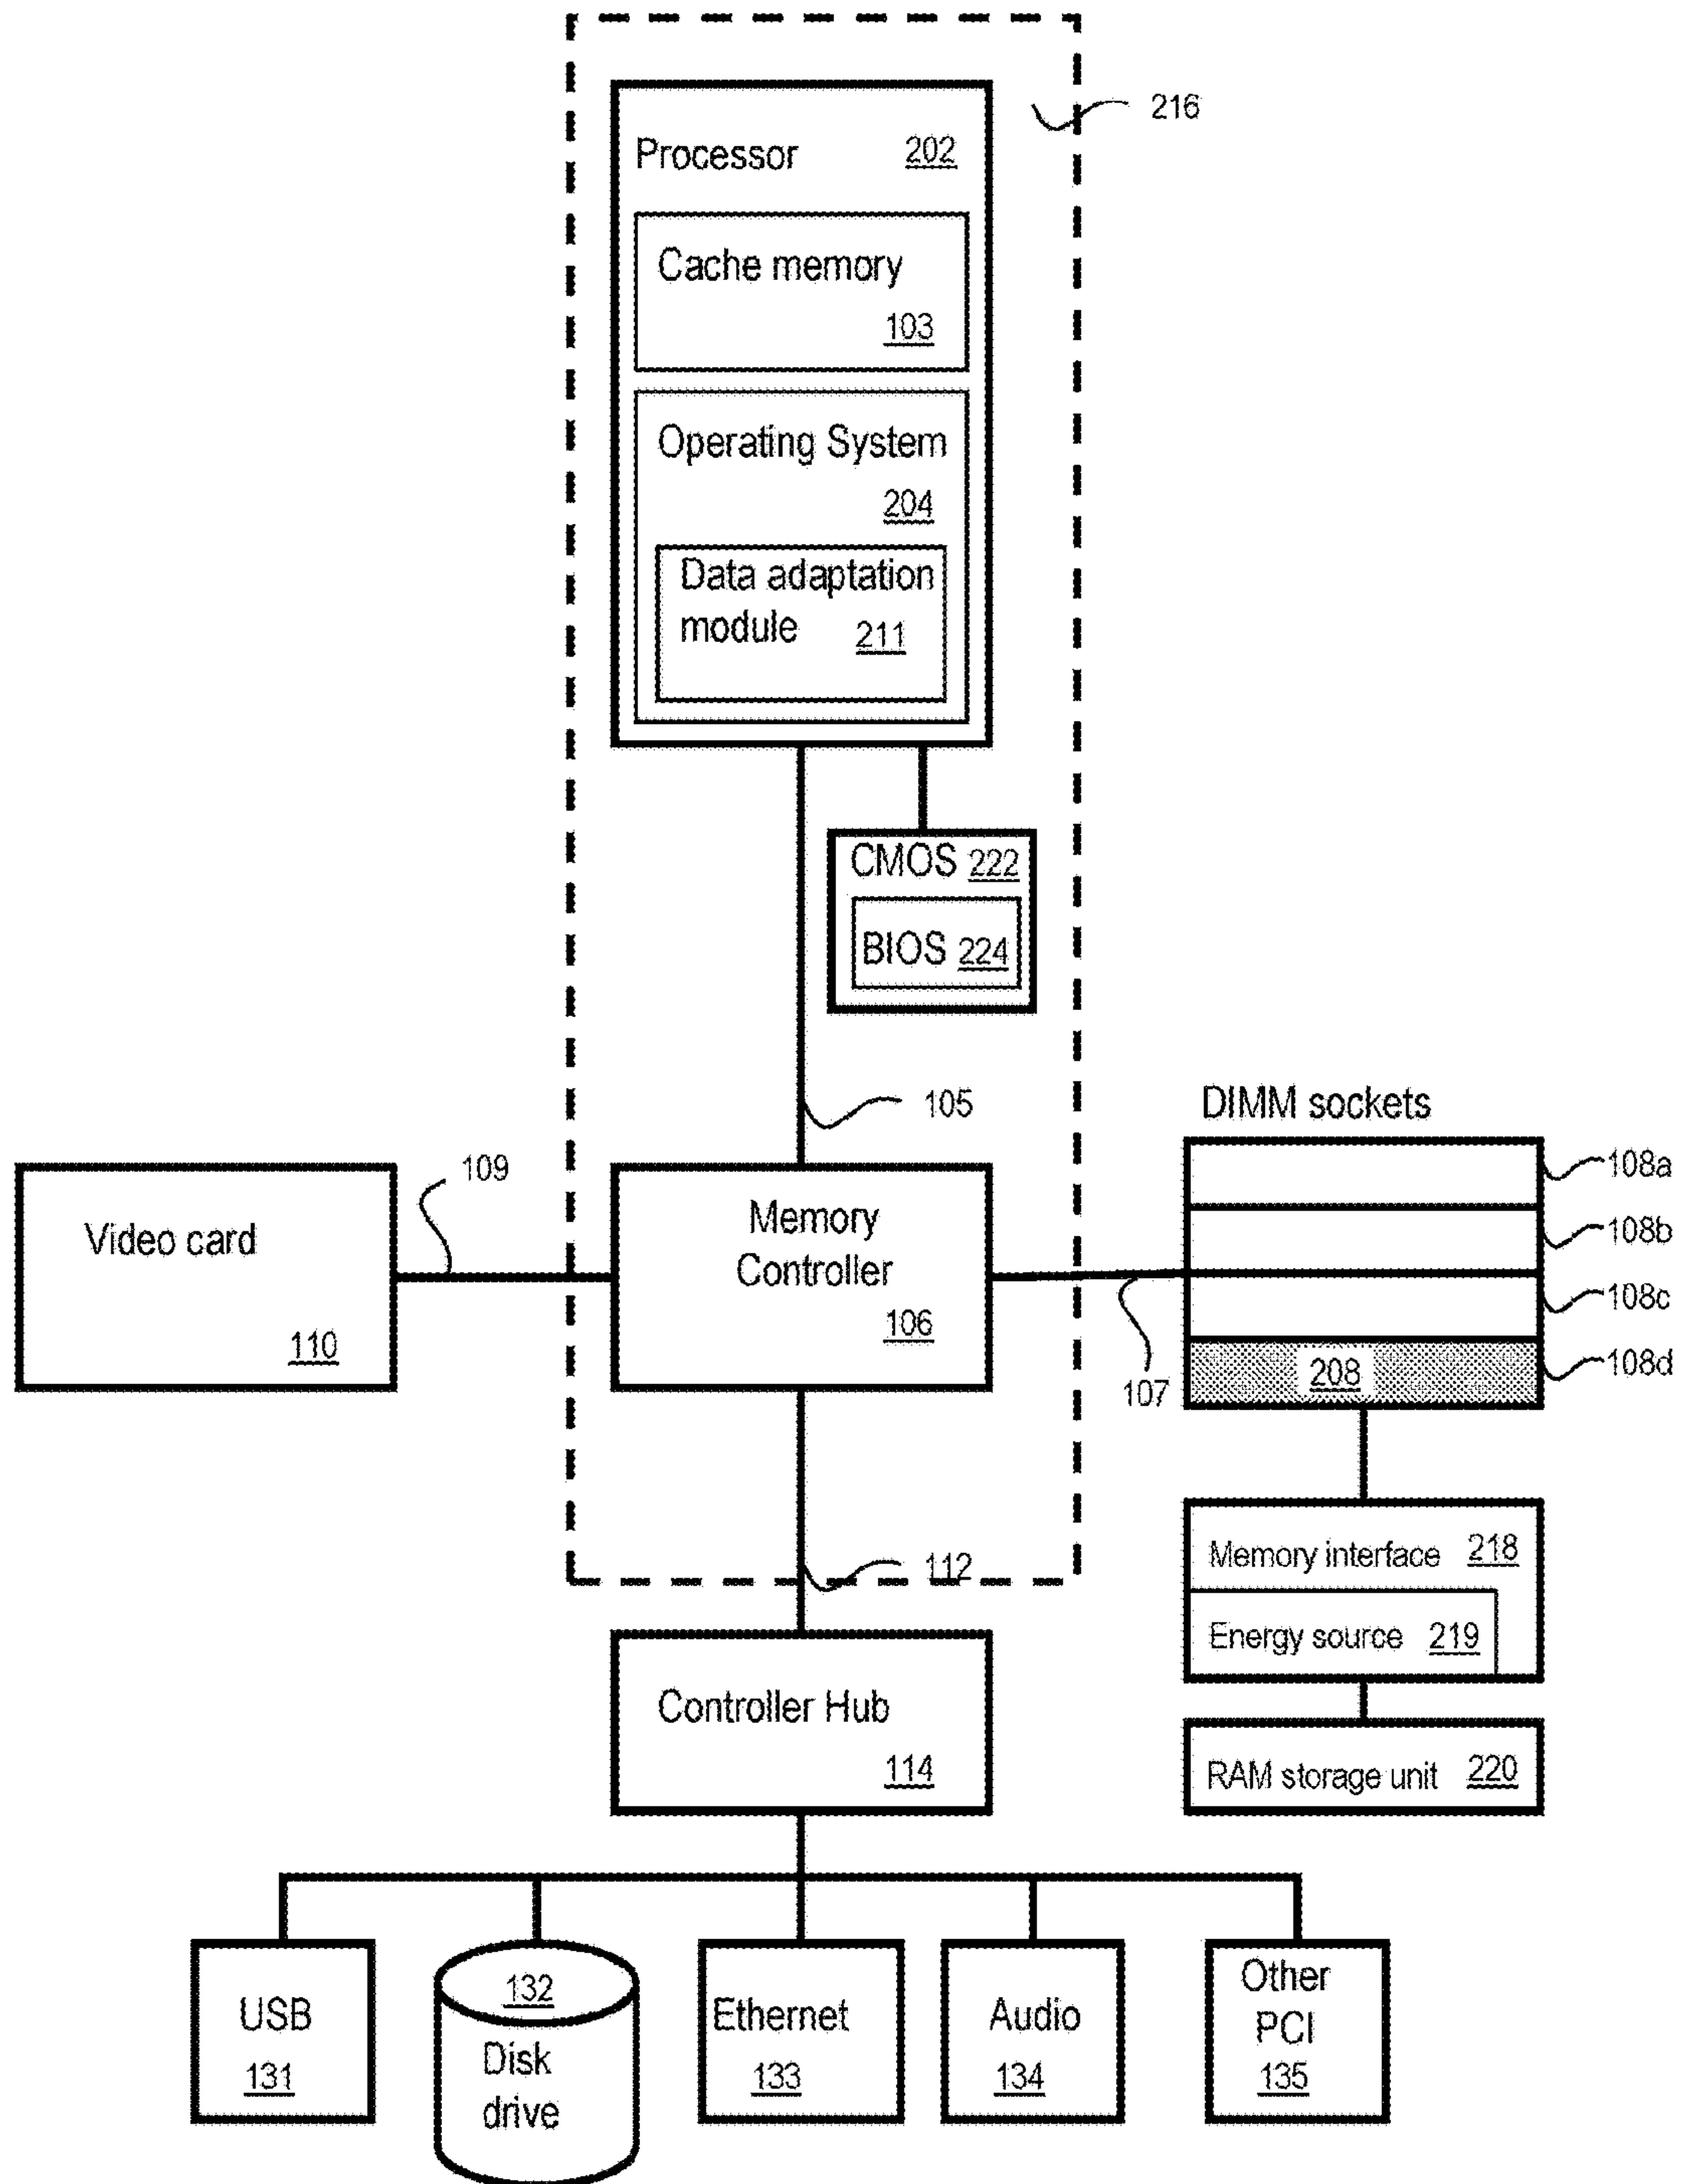 216
Processor 202
Cache memory
103
Operating System
204
Data adaptation
module 211
CMOS 222
BIOS 224
105
DIMM sockets
109
108a
Video card
110
Memory
Controller
106
108b
108c
208
108d
107
Memory interface 218
Energy source 219
112
Controller Hub
114
RAM storage unit 220
USB
131
132
Disk
drive
Ethernet
133
Audio
134
Other
PCI
135